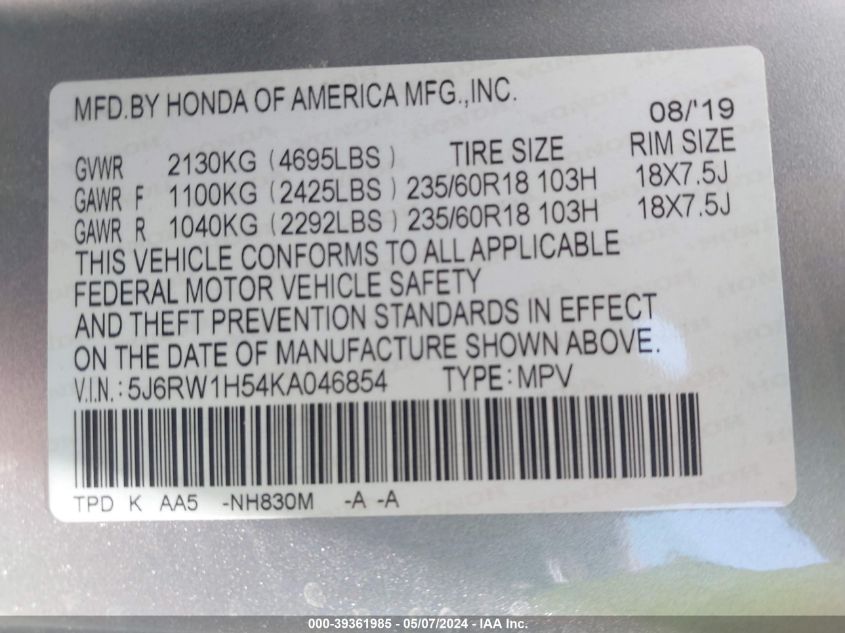 MFD.BY HONDA OF AMERICA MFG.,INC.
08/'19
GVWR 2130KG (4695LBS) TIRE SIZE RIM SIZE
GAWR F 1100KG (2425LBS) 235/60R18 103H 18X7.5J
GAWR R 1040KG (2292LBS) 235/60R18 103H 18X7.5J
THIS VEHICLE CONFORMS TO ALL APPLICABLE
FEDERAL MOTOR VEHICLE SAFETY
AND THEFT PREVENTION STANDARDS IN EFFECT
ON THE DATE OF MANUFACTURE SHOWN ABOVE.
V.I.N.: 5J6RW1H54KA046854 TYPE: MPV
TPD K AA5 -NH830M -A -A
000-39361985 - 05/07/2024 - IAA Inc.